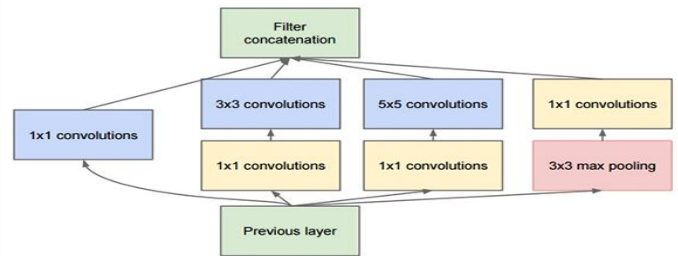 Filter
concatenation
3x3 convolutions
5x5 convolutions
1x1 convolutions
1x1 convolutions
1x1 convolutions
1x1 convolutions
3x3 max pooling
Previous layer